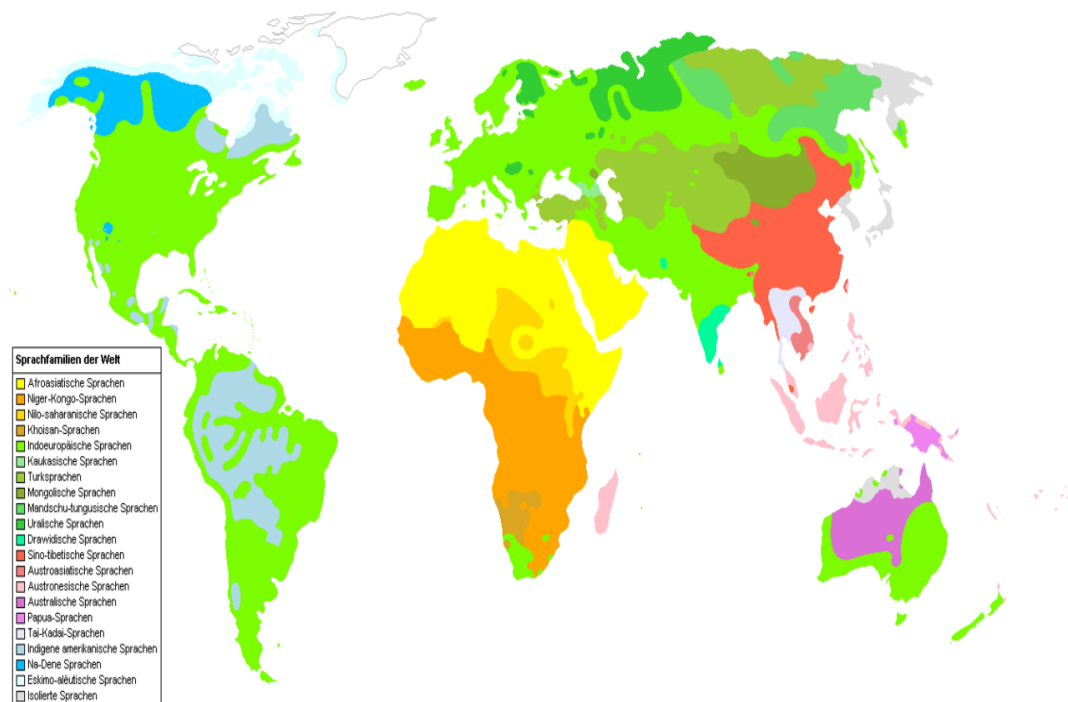 Sprachfamilien der Welt
Afroasiatische Sprachen
Niger-Kongo-Sprachen
Nilo-saharanische Sprachen
Khoisan-Sprachen
Indoeuropäische Sprachen
Kaukasische Sprachen
Turksprachen
Mongolische Sprachen
Mandschu-tungusische Sprachen
Uralische Sprachen
Drawidische Sprachen
Sino-tibetische Sprachen
Austroasiatische Sprachen
Austronesische Sprachen
Australische Sprachen
Papua-Sprachen
Tai-Kadai-Sprachen
Indigene amerikanische Sprachen
Na-Dene Sprachen
Eskimo-alëutische Sprachen
Isolierte Sprachen